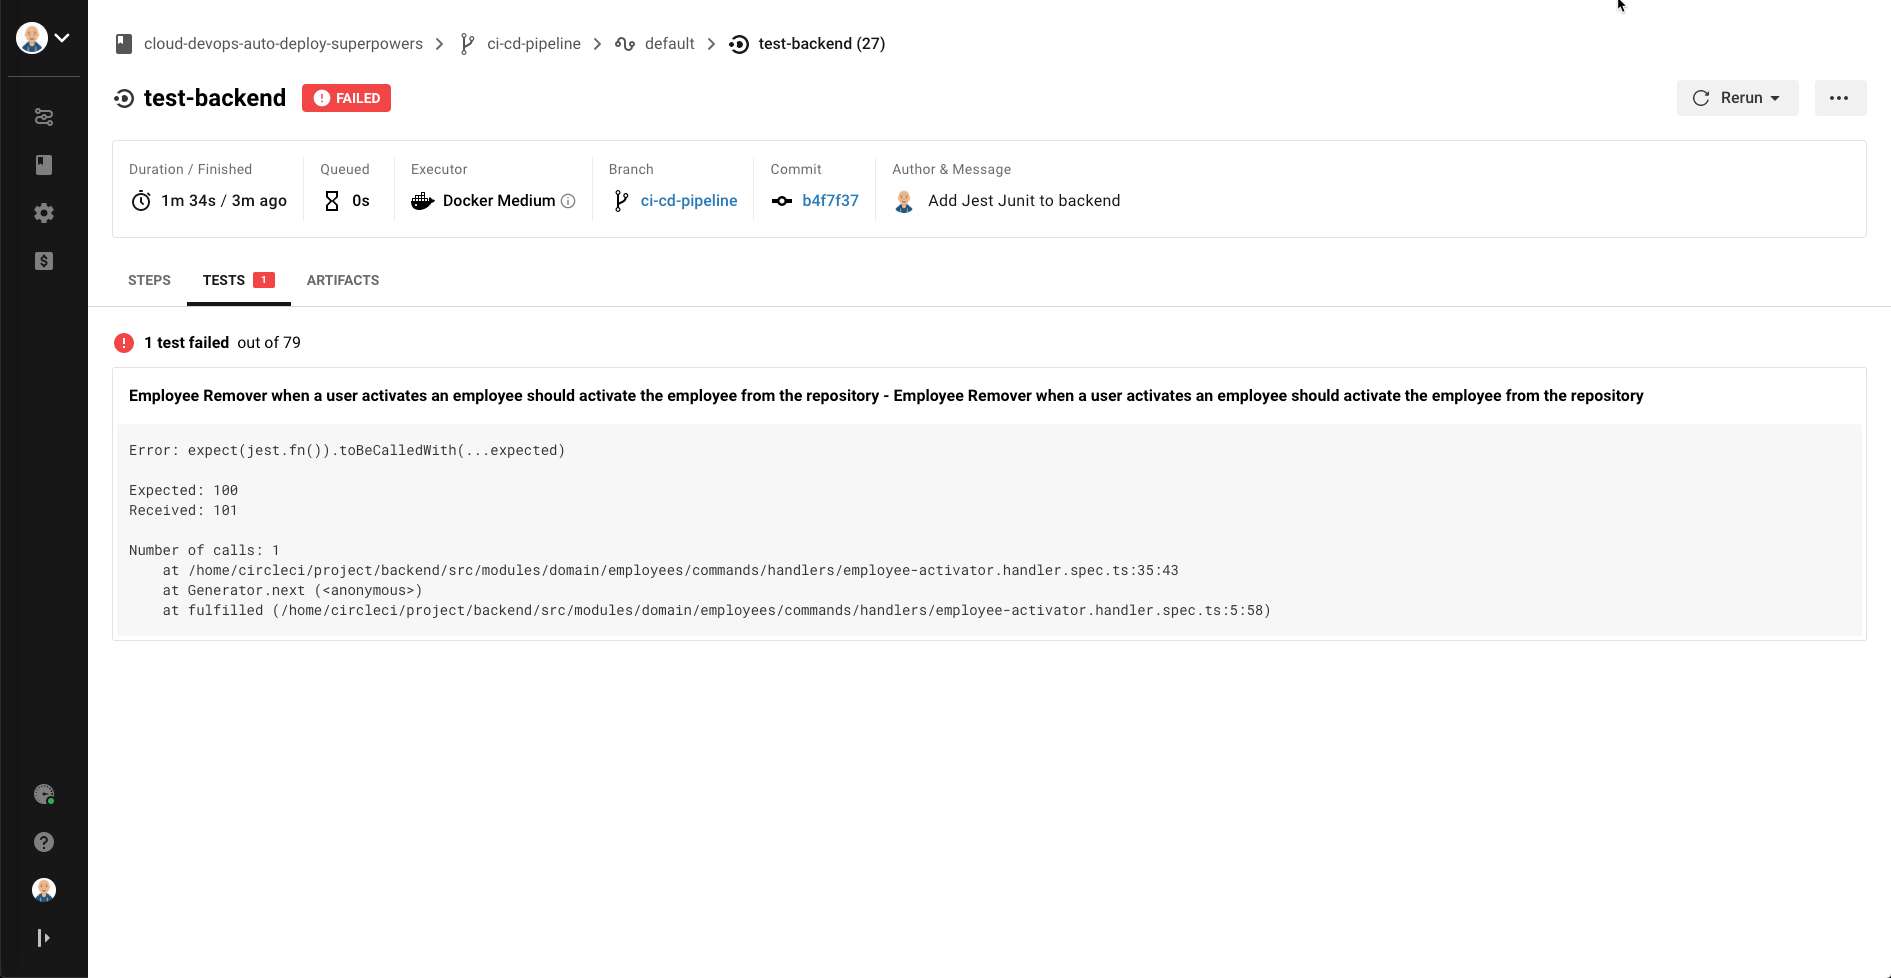 cloud-devops-auto-deploy-superpowers ci-cd-pipeline default test-backend (27)
test-backend FAILED
Rerun
Duration / Finished Queued Executor Branch Commit Author & Message
1m 34s / 3m ago 0s Docker Medium ci-cd-pipeline b4f7f37 Add Jest Junit to backend
STEPS TESTS 1 ARTIFACTS
1 test failed out of 79
Employee Remover when a user activates an employee should activate the employee from the repository - Employee Remover when a user activates an employee should activate the employee from the repository
Error: expect(jest.fn()).toBeCalledWith(...expected)
Expected: 100
Received: 101
Number of calls: 1
at /home/circleci/project/backend/src/modules/domain/employees/commands/handlers/employee-activator.handler.spec.ts:35:43
at Generator.next (<anonymous>)
at fulfilled (/home/circleci/project/backend/src/modules/domain/employees/commands/handlers/employee-activator.handler.spec.ts:5:58)